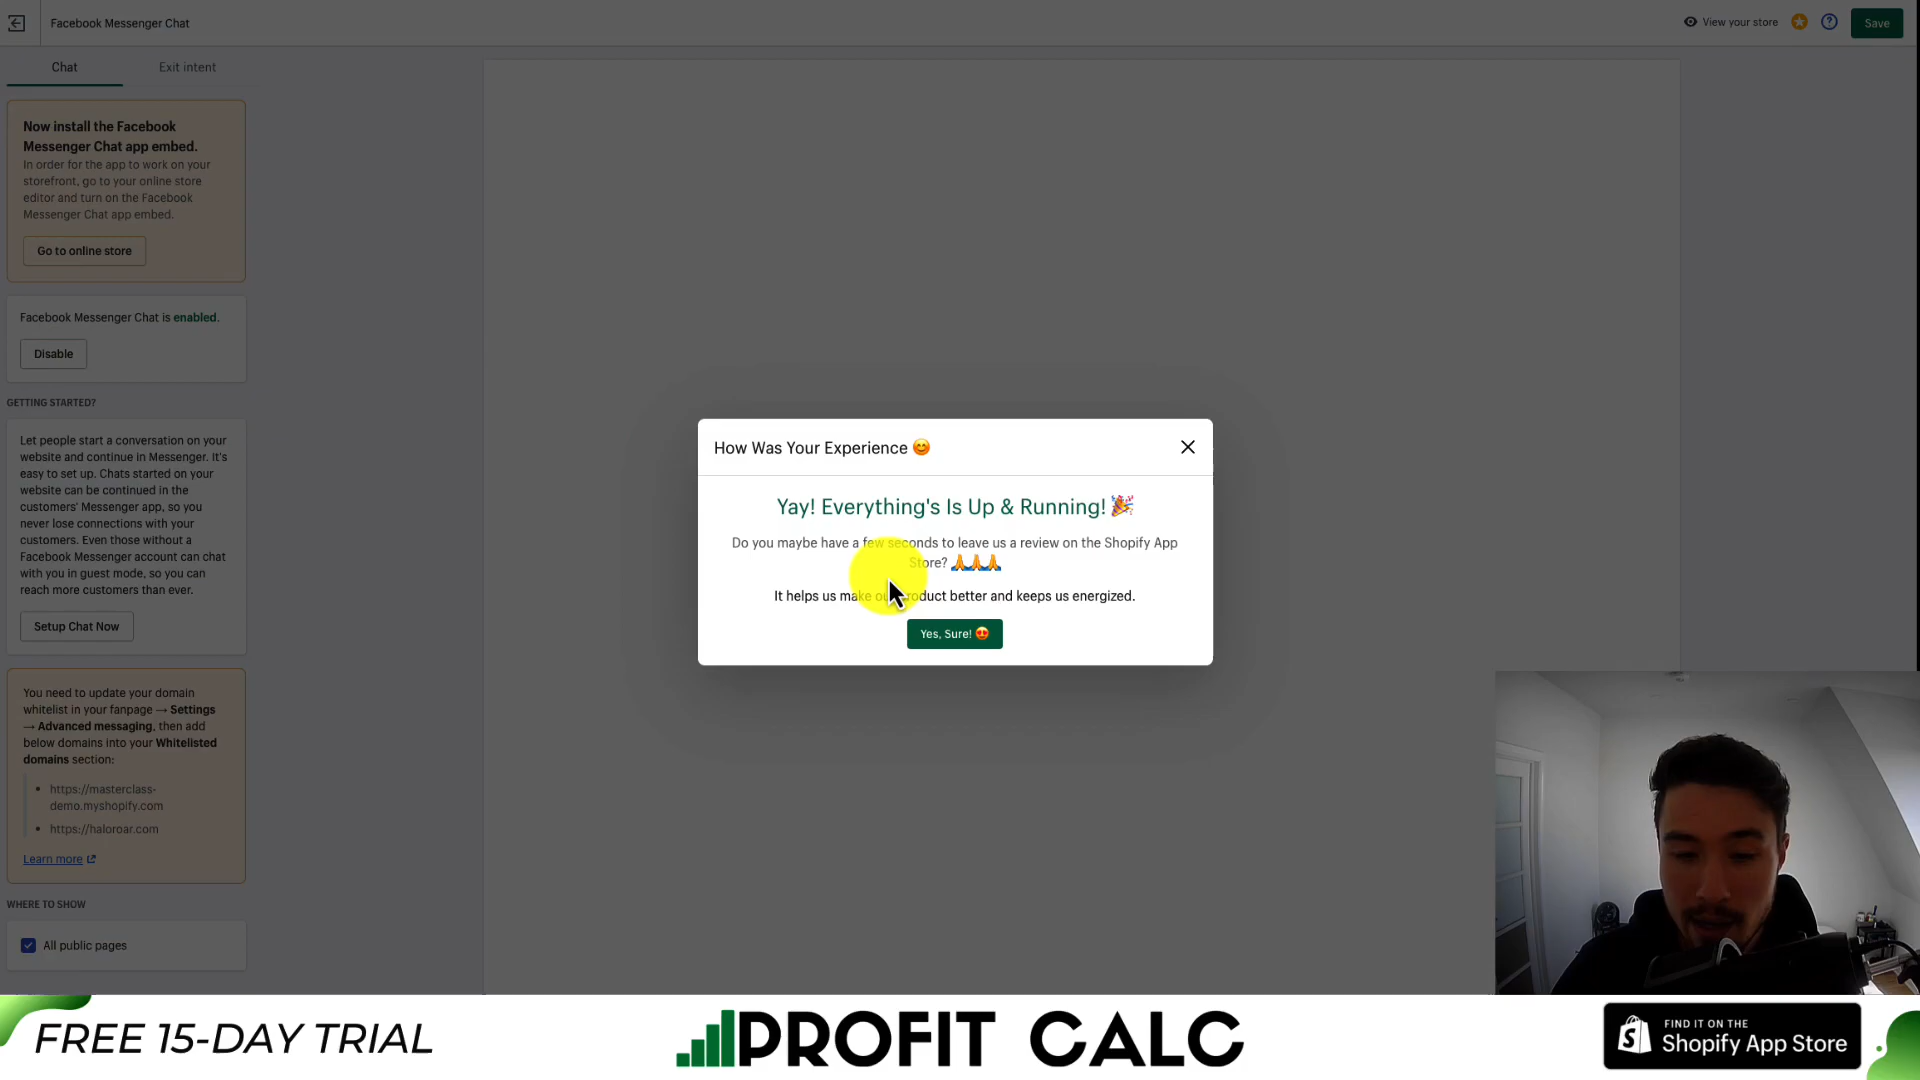 Facebook Messenger Chat
View your store
Save
Chat
Exit intent
Now install the Facebook
Messenger Chat app embed.
In order for the app to work on your
storefront, go to your online store
editor and turn on the Facebook
Messenger Chat app embed.
Go to online store
Facebook Messenger Chat is enabled.
Disable
GETTING STARTED?
Let people start a conversation on your
website and continue in Messenger. It's
easy to set up. Chats started on your
website can be continued in the
customers' Messenger app, so you
never lose connections with your
customers. Even those without a
Facebook Messenger account can chat
with you in guest mode, so you can
reach more customers than ever.
Setup Chat Now
You need to update your domain
whitelist in your fanpage → Settings
→ Advanced messaging, then add
below domains into your Whitelisted
domains section:
• https://masterclass-
demo.myshopify.com
• https://haloroar.com
Learn more
WHERE TO SHOW
All public pages
How Was Your Experience 😊
Yay! Everything's Is Up & Running! 🎉
Do you maybe have a few seconds to leave us a review on the Shopify App
Store? 🙏🙏🙏
It helps us make our product better and keeps us energized.
Yes, Sure! 😍
FREE 15-DAY TRIAL
PROFIT CALC
FIND IT ON THE
Shopify App Store